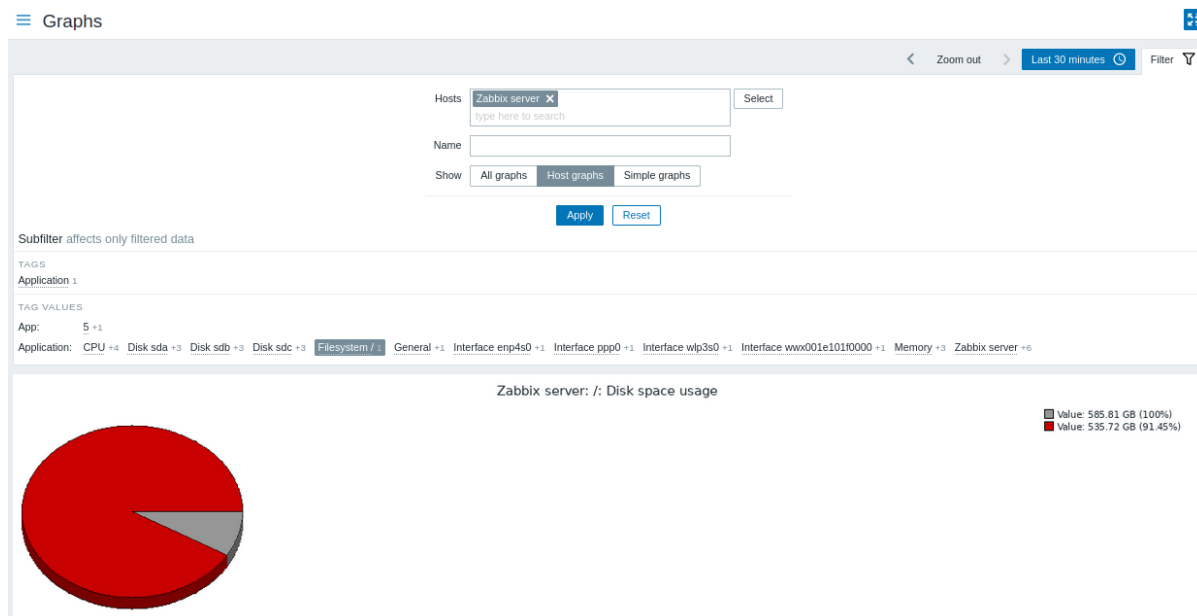 Graphs
Zoom out Last 30 minutes Filter
Hosts Zabbix server Select
type here to search
Name
Show All graphs Host graphs Simple graphs
Apply Reset
Subfilter affects only filtered data
TAGS
Application 1
TAG VALUES
App: 5 +1
Application: CPU +4 Disk sda +3 Disk sdb +3 Disk sdc +3 Filesystem / 1 General +1 Interface enp4s0 +1 Interface ppp0 +1 Interface wlp3s0 +1 Interface wwx001e101f0000 +1 Memory +3 Zabbix server +6
Zabbix server: /: Disk space usage
Value: 585.81 GB (100%)
Value: 535.72 GB (91.45%)